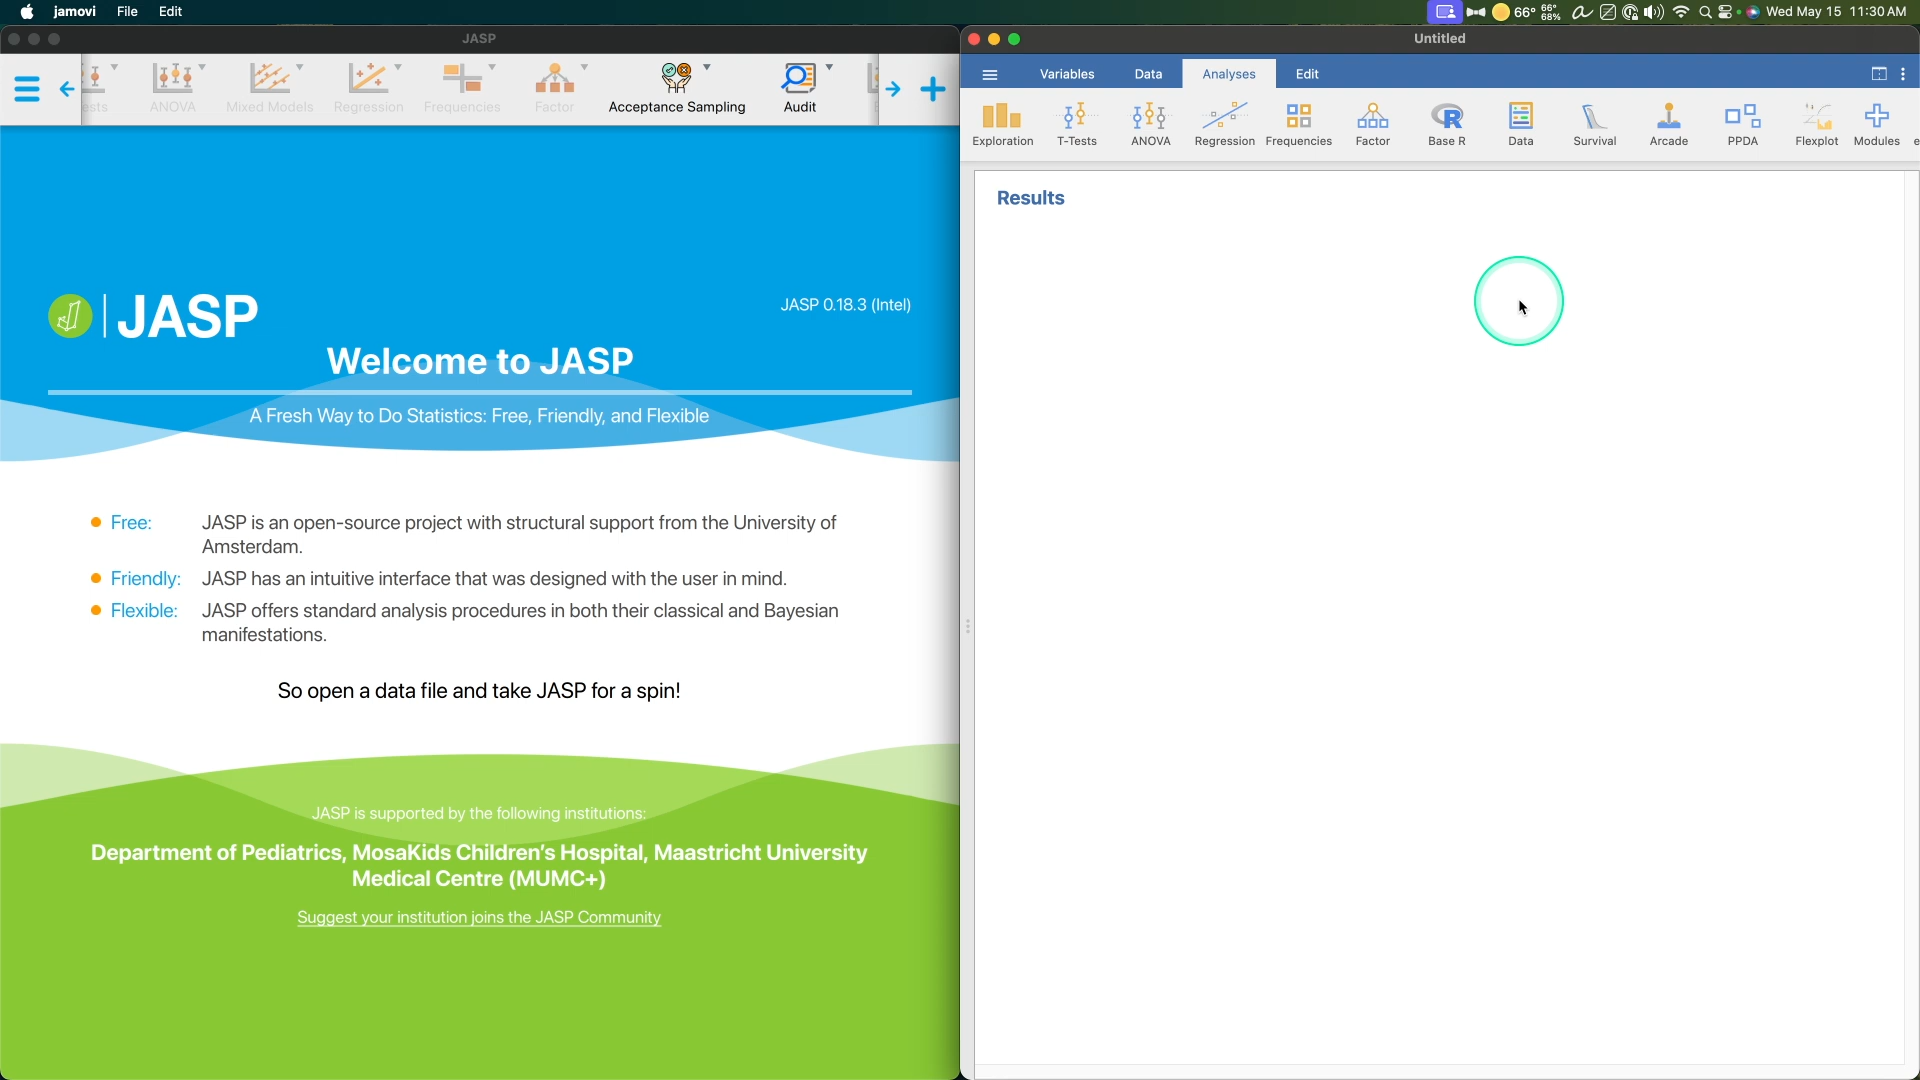 jamovi File Edit
66° 66° 68% Wed May 15 11:30 AM
JASP
ests ANOVA Mixed Models Regression Frequencies Factor Acceptance Sampling Audit
JASP
JASP 0.18.3 (Intel)
Welcome to JASP
A Fresh Way to Do Statistics: Free, Friendly, and Flexible
Free: JASP is an open-source project with structural support from the University of
Amsterdam.
Friendly: JASP has an intuitive interface that was designed with the user in mind.
Flexible: JASP offers standard analysis procedures in both their classical and Bayesian
manifestations.
So open a data file and take JASP for a spin!
JASP is supported by the following institutions:
Department of Pediatrics, MosaKids Children's Hospital, Maastricht University
Medical Centre (MUMC+)
Suggest your institution joins the JASP Community
Untitled
Variables Data Analyses Edit
Exploration T-Tests ANOVA Regression Frequencies Factor Base R Data Survival Arcade PPDA Flexplot Modules
Results